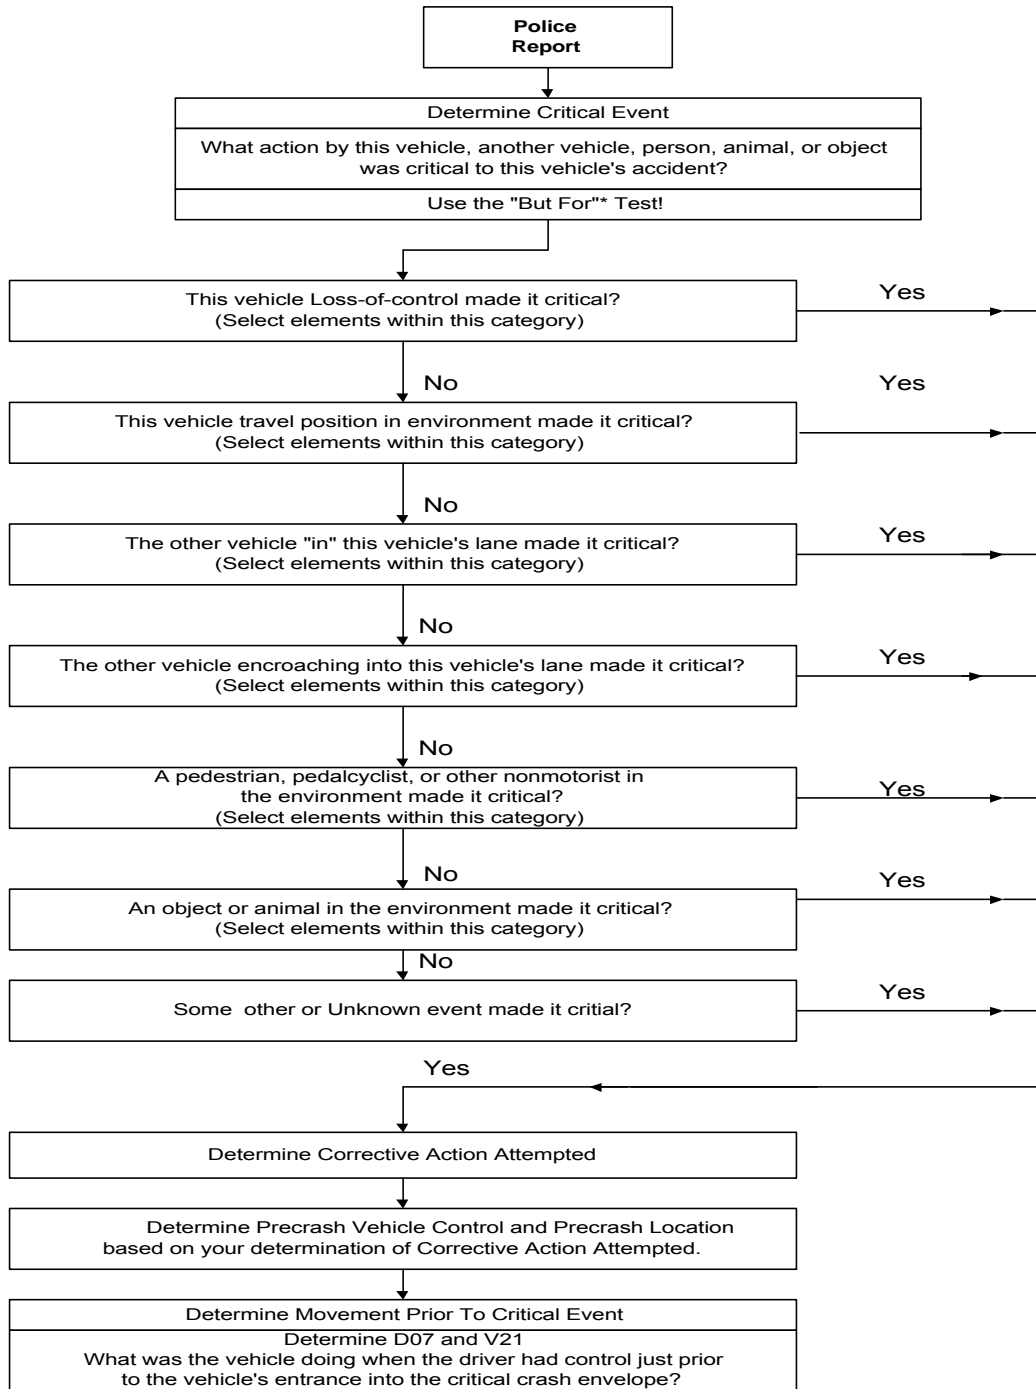 Police
Report
Determine Critical Event
What action by this vehicle, another vehicle, person, animal, or object
was critical to this vehicle's accident?
Use the "But For"* Test!
This vehicle Loss-of-control made it critical?
(Select elements within this category)
Yes
No
This vehicle travel position in environment made it critical?
(Select elements within this category)
Yes
No
The other vehicle "in" this vehicle's lane made it critical?
(Select elements within this category)
Yes
No
The other vehicle encroaching into this vehicle's lane made it critical?
(Select elements within this category)
Yes
No
A pedestrian, pedalcyclist, or other nonmotorist in
the environment made it critical?
(Select elements within this category)
Yes
No
An object or animal in the environment made it critical?
(Select elements within this category)
Yes
No
Some other or Unknown event made it critial?
Yes
Yes
Determine Corrective Action Attempted
Determine Precrash Vehicle Control and Precrash Location
based on your determination of Corrective Action Attempted.
Determine Movement Prior To Critical Event
Determine D07 and V21
What was the vehicle doing when the driver had control just prior
to the vehicle's entrance into the critical crash envelope?